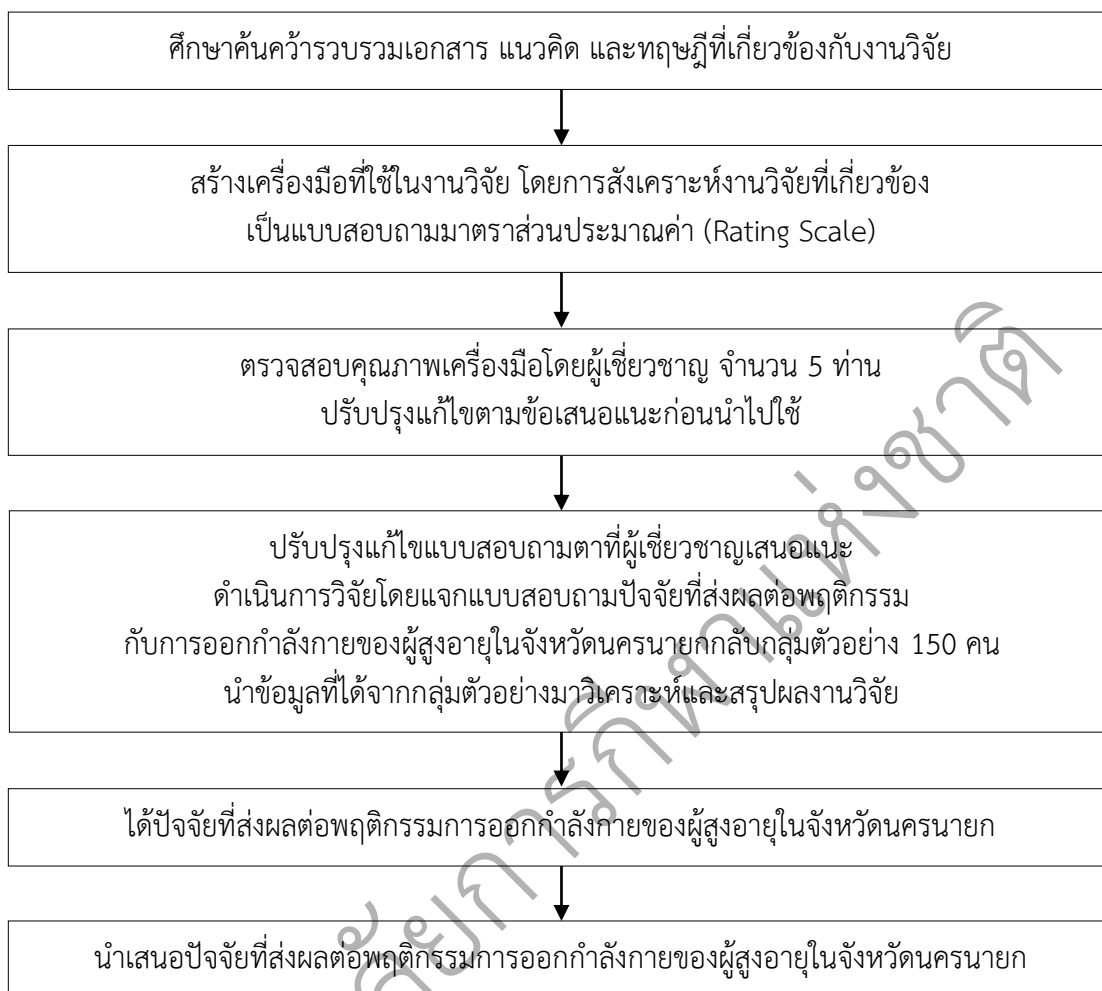 ศึกษาค้นคว้ารวบรวมเอกสาร แนวคิด และทฤษฎีที่เกี่ยวข้องกับงานวิจัย
สร้างเครื่องมือที่ใช้ในงานวิจัย โดยการสังเคราะห์งานวิจัยที่เกี่ยวข้อง
เป็นแบบสอบถามมาตราส่วนประมาณค่า (Rating Scale)
ตรวจสอบคุณภาพเครื่องมือโดยผู้เชี่ยวชาญ จำนวน 5 ท่าน
ปรับปรุงแก้ไขตามข้อเสนอแนะก่อนนำไปใช้
ปรับปรุงแก้ไขแบบสอบถามตาที่ผู้เชี่ยวชาญเสนอแนะ
ดำเนินการวิจัยโดยแจกแบบสอบถามปัจจัยที่ส่งผลต่อพฤติกรรม
กับการออกกำลังกายของผู้สูงอายุในจังหวัดนครนายกกลับกลุ่มตัวอย่าง 150 คน
นำข้อมูลที่ได้จากกลุ่มตัวอย่างมาวิเคราะห์และสรุปผลงานวิจัย
ได้ปัจจัยที่ส่งผลต่อพฤติกรรมการออกกำลังกายของผู้สูงอายุในจังหวัดนครนายก
นำเสนอปัจจัยที่ส่งผลต่อพฤติกรรมการออกกำลังกายของผู้สูงอายุในจังหวัดนครนายก
ลัยการกีฬาแห่งชาติ